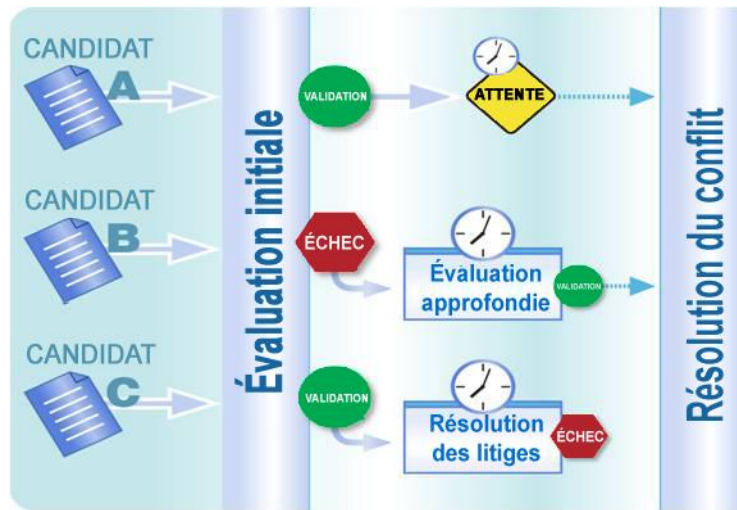 CANDIDAT
A
VALIDATION
ATTENTE
CANDIDAT
B
ÉCHEC
Évaluation
approfondie
VALIDATION
CANDIDAT
C
VALIDATION
Résolution
des litiges
ÉCHEC
Évaluation initiale
Résolution du conflit